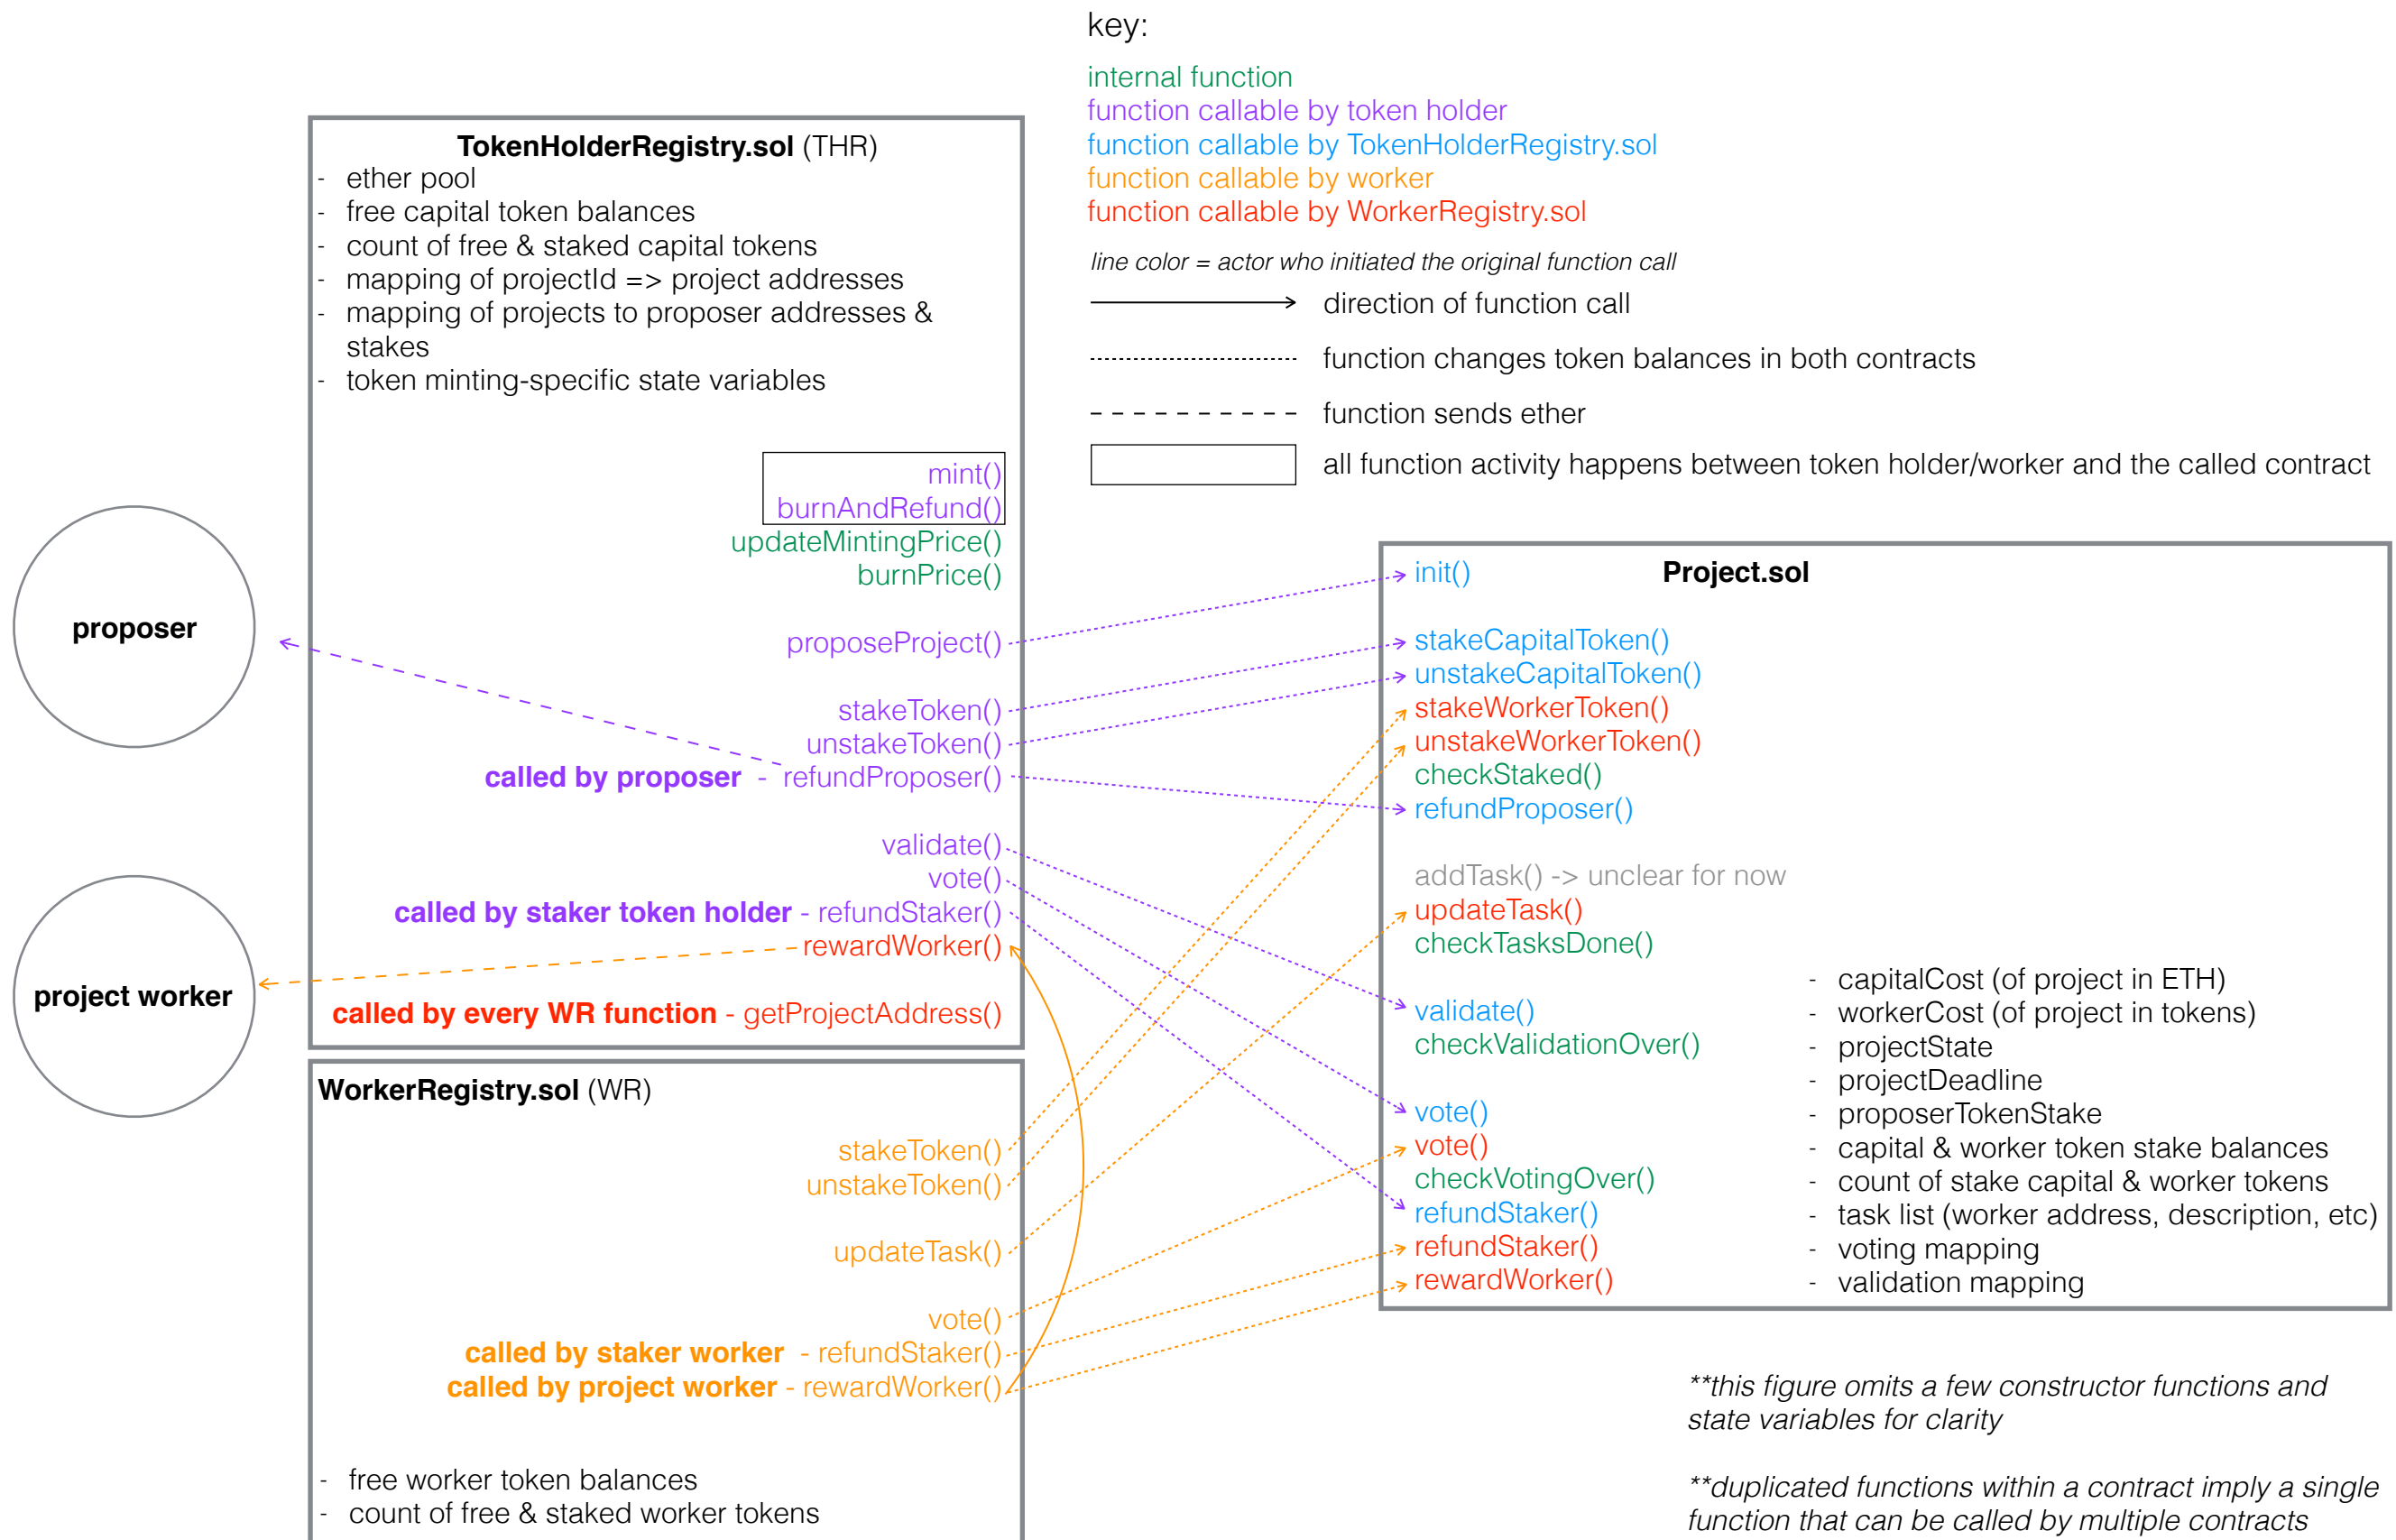 key:
internal function
function callable by token holder
function callable by TokenHolderRegistry.sol
function callable by worker
function callable by WorkerRegistry.sol
line color = actor who initiated the original function call
direction of function call
function changes token balances in both contracts
function sends ether
all function activity happens between token holder/worker and the called contract
TokenHolderRegistry.sol (THR)
- ether pool
- free capital token balances
- count of free & staked capital tokens
- mapping of projectId => project addresses
- mapping of projects to proposer addresses &
stakes
- token minting-specific state variables
mint()
burnAndRefund()
updateMintingPrice()
burnPrice()
proposeProject()
stakeToken()
unstakeToken()
called by proposer - refundProposer()
validate()
vote()
called by staker token holder - refundStaker()
rewardWorker()
called by every WR function - getProjectAddress()
proposer
project worker
WorkerRegistry.sol (WR)
stakeToken()
unstakeToken()
updateTask()
vote()
called by staker worker - refundStaker()
called by project worker - rewardWorker()
- free worker token balances
- count of free & staked worker tokens
Project.sol
init()
stakeCapitalToken()
unstakeCapitalToken()
stakeWorkerToken()
unstakeWorkerToken()
checkStaked()
refundProposer()
addTask() -> unclear for now
updateTask()
checkTasksDone()
validate()
checkValidationOver()
vote()
vote()
checkVotingOver()
refundStaker()
refundStaker()
rewardWorker()
- capitalCost (of project in ETH)
- workerCost (of project in tokens)
- projectState
- projectDeadline
- proposerTokenStake
- capital & worker token stake balances
- count of stake capital & worker tokens
- task list (worker address, description, etc)
- voting mapping
- validation mapping
**this figure omits a few constructor functions and
state variables for clarity
**duplicated functions within a contract imply a single
function that can be called by multiple contracts